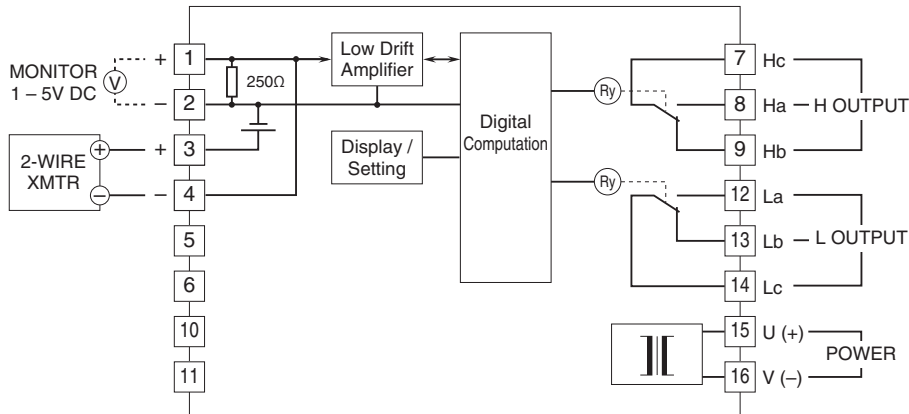 MONITOR
1 – 5V DC
V
+
–
1
2
250Ω
2-WIRE
XMTR
+
–
+
–
3
4
5
6
10
11
Low Drift
Amplifier
Display /
Setting
Digital
Computation
Ry
Ry
7 Hc
8 Ha H OUTPUT
9 Hb
12 La
13 Lb L OUTPUT
14 Lc
15 U (+)
POWER
16 V (–)